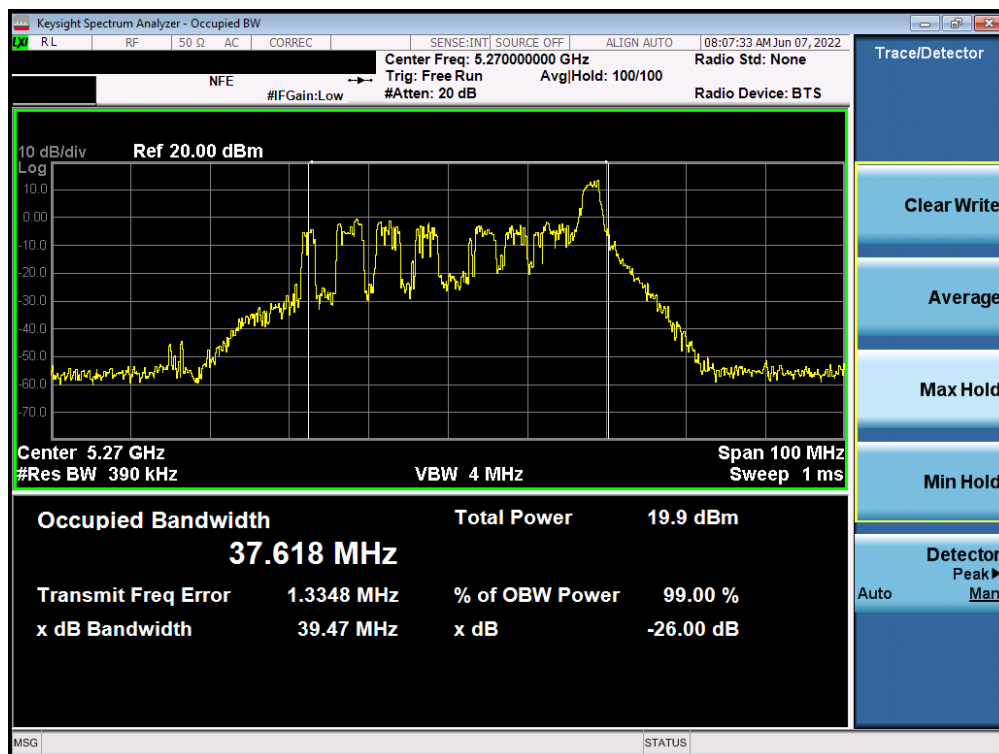 Keysight Spectrum Analyzer - Occupied BW
LXI RL RF 50 Ω AC CORREC SENSE:INT SOURCE OFF ALIGN AUTO 08:07:33 AM Jun 07, 2022
Center Freq: 5.270000000 GHz Radio Std: None
NFE Trig: Free Run Avg|Hold: 100/100
#IFGain:Low #Atten: 20 dB Radio Device: BTS
Trace/Detector
10 dB/div Ref 20.00 dBm
Log
10.0
0.00
-10.0
-20.0
-30.0
-40.0
-50.0
-60.0
-70.0
Center 5.27 GHz Span 100 MHz
#Res BW 390 kHz VBW 4 MHz Sweep 1 ms
Occupied Bandwidth Total Power 19.9 dBm
37.618 MHz
Transmit Freq Error 1.3348 MHz % of OBW Power 99.00 %
x dB Bandwidth 39.47 MHz x dB -26.00 dB
Clear Write
Average
Max Hold
Min Hold
Detector
Peak▶
Auto Man
MSG STATUS